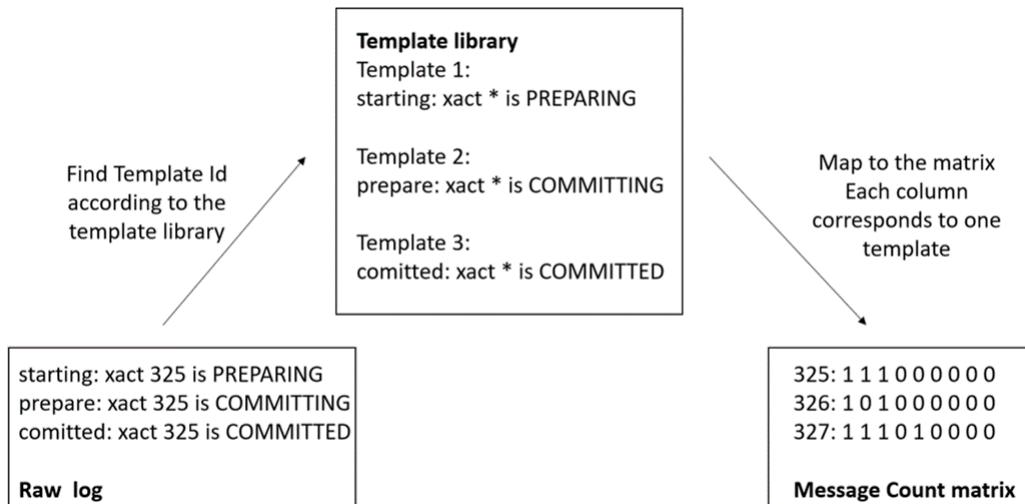 Template library
Template 1:
starting: xact * is PREPARING
Template 2:
prepare: xact * is COMMITTING
Template 3:
comitted: xact * is COMMITTED
Find Template Id
according to the
template library
Map to the matrix
Each column
corresponds to one
template
starting: xact 325 is PREPARING
prepare: xact 325 is COMMITTING
comitted: xact 325 is COMMITTED
Raw log
325: 1 1 1 0 0 0 0 0 0
326: 1 0 1 0 0 0 0 0 0
327: 1 1 1 0 1 0 0 0 0
Message Count matrix